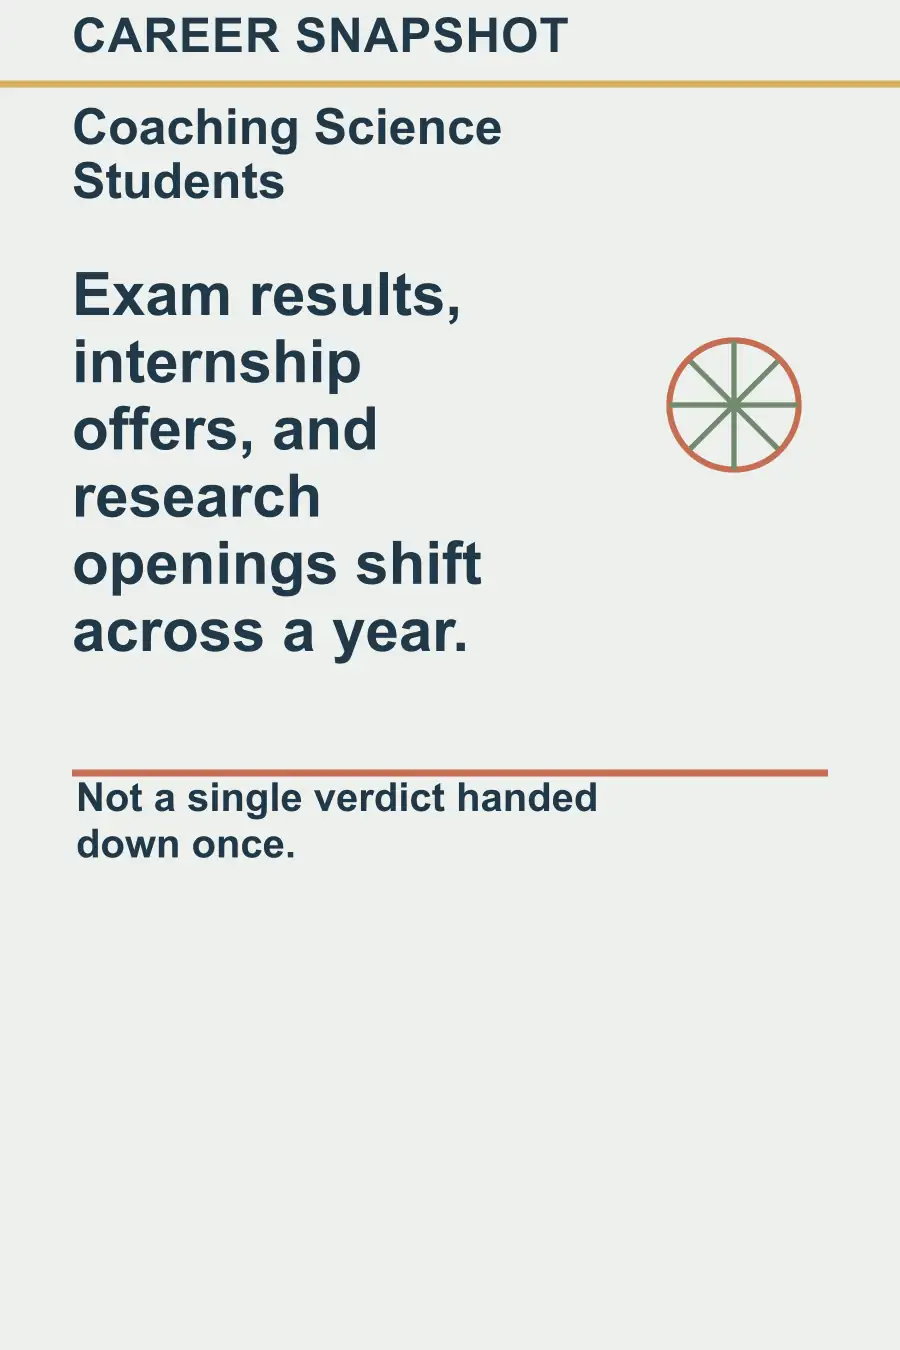 CAREER SNAPSHOT
Coaching Science
Students
Exam results,
internship
offers, and
research
openings shift
across a year.
Not a single verdict handed
down once.